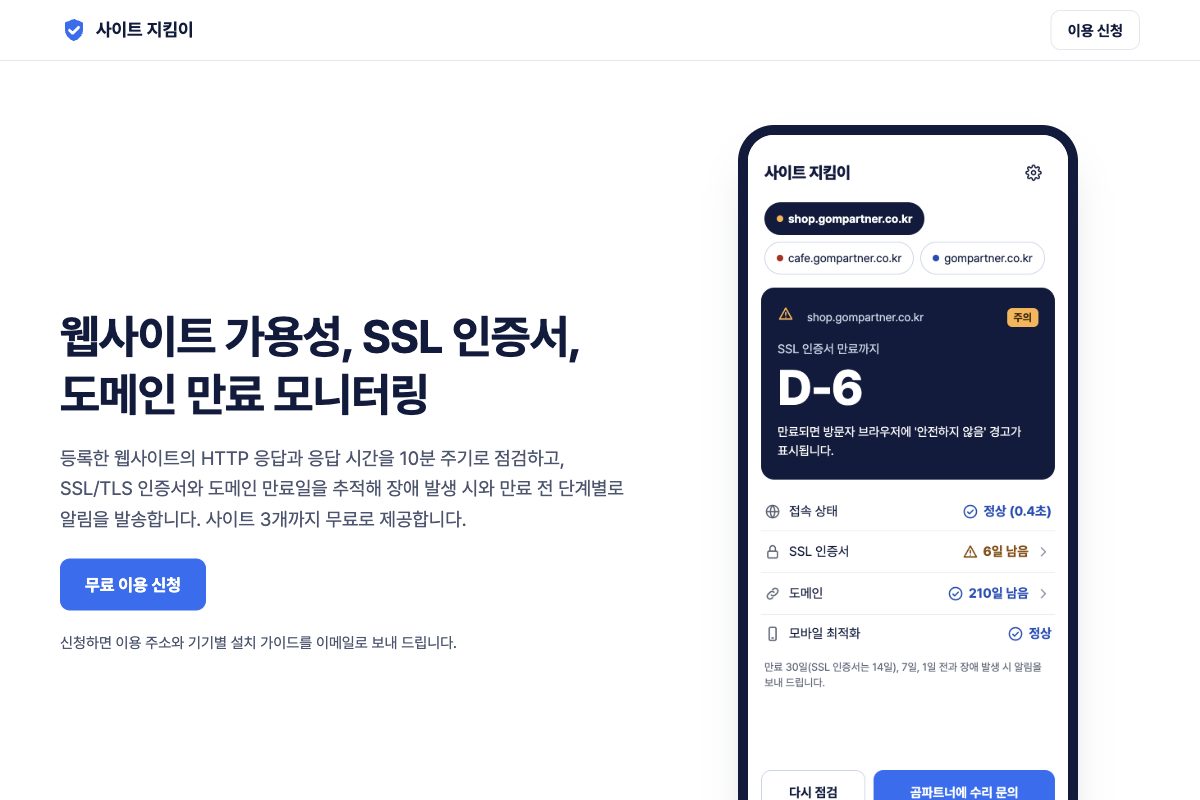 사이트 지킴이
이용 신청
웹사이트 가용성, SSL 인증서,
도메인 만료 모니터링
등록한 웹사이트의 HTTP 응답과 응답 시간을 10분 주기로 점검하고,
SSL/TLS 인증서와 도메인 만료일을 추적해 장애 발생 시와 만료 전 단계별로
알림을 발송합니다. 사이트 3개까지 무료로 제공합니다.
무료 이용 신청
신청하면 이용 주소와 기기별 설치 가이드를 이메일로 보내 드립니다.
사이트 지킴이
shop.gompartner.co.kr
cafe.gompartner.co.kr
gompartner.co.kr
shop.gompartner.co.kr
주의
SSL 인증서 만료까지
D-6
만료되면 방문자 브라우저에 '안전하지 않음' 경고가
표시됩니다.
접속 상태
정상 (0.4초)
SSL 인증서
6일 남음
도메인
210일 남음
모바일 최적화
정상
만료 30일(SSL 인증서는 14일), 7일, 1일 전과 장애 발생 시 알림을
보내 드립니다.
다시 점검
곰파트너에 수리 문의